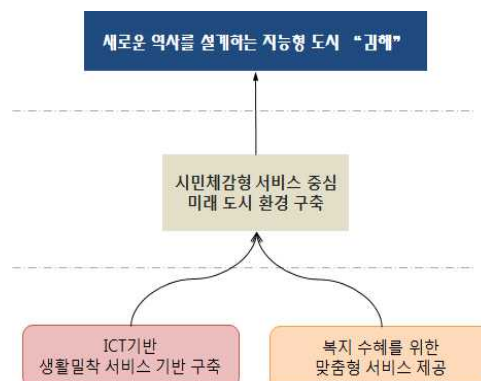 새로운 역사를 설계하는 지능형 도시 “김해”
시민체감형 서비스 중심
미래 도시 환경 구축
ICT기반
생활밀착 서비스 기반 구축
복지 수혜를 위한
맞춤형 서비스 제공